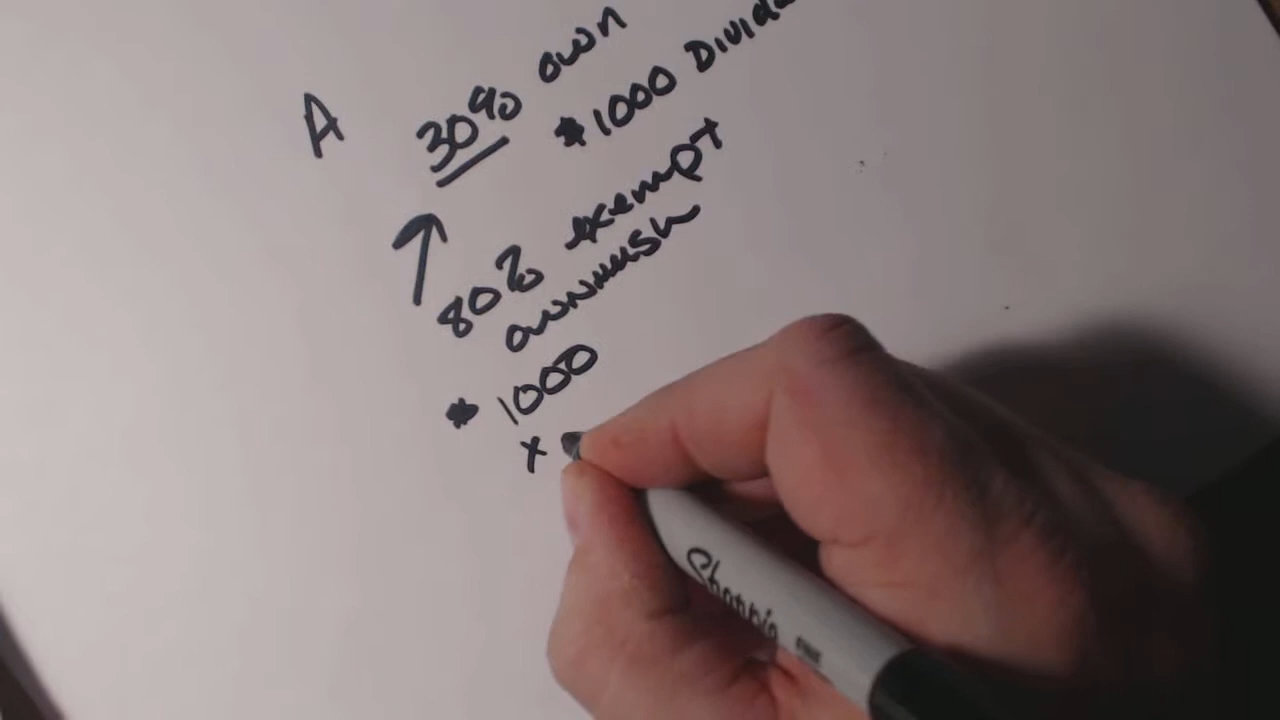 A 30% own
$1000 Divide
80% exempt
ownersh
$ 1000
x
Sharpie